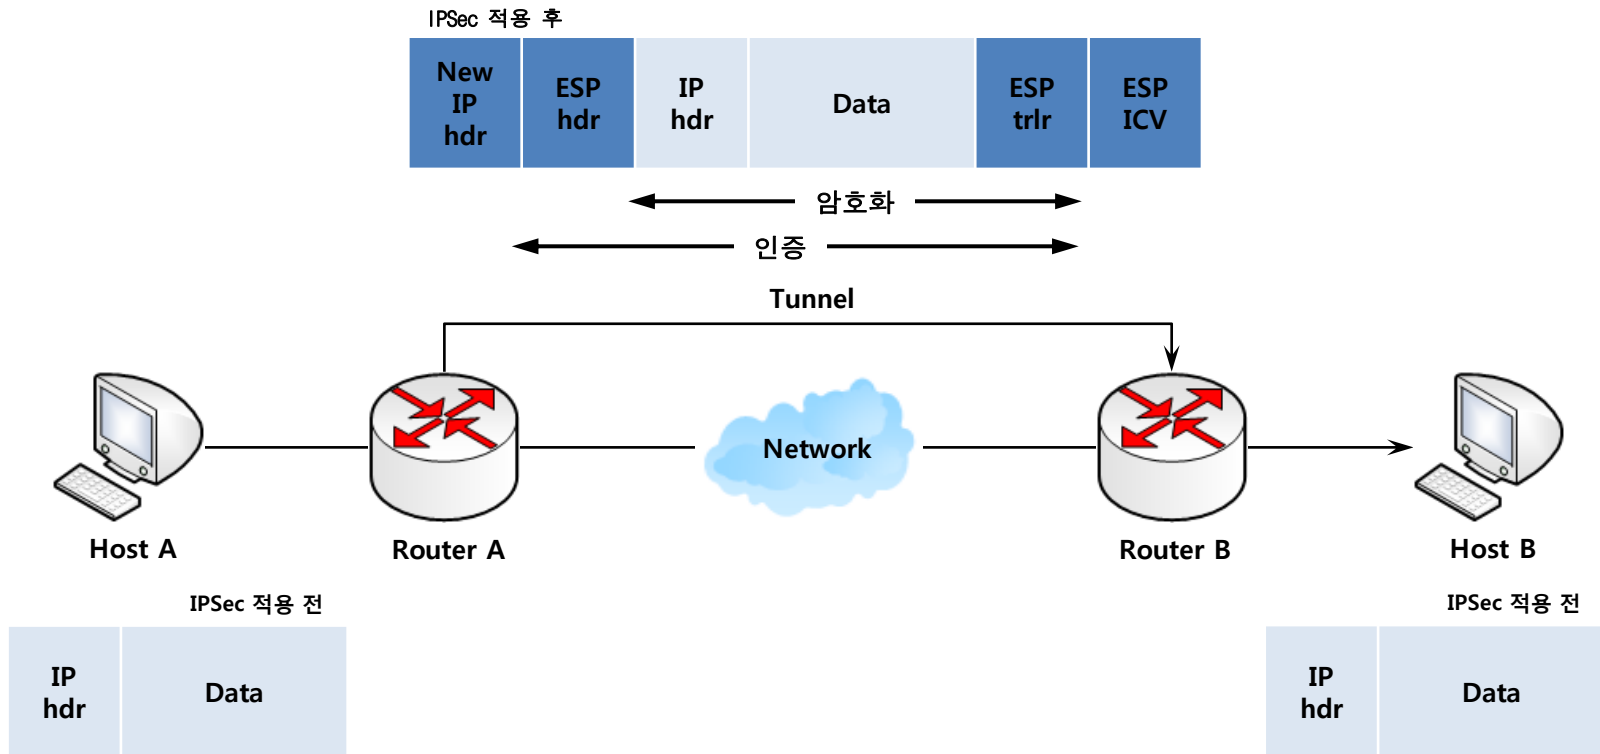 IPSec 적용 후
New
IP
hdr
ESP
hdr
IP
hdr
Data
ESP
trlr
ESP
ICV
암호화
인증
Tunnel
Network
Host A
Router A
Router B
Host B
IPSec 적용 전
IP
hdr
Data
IPSec 적용 전
IP
hdr
Data